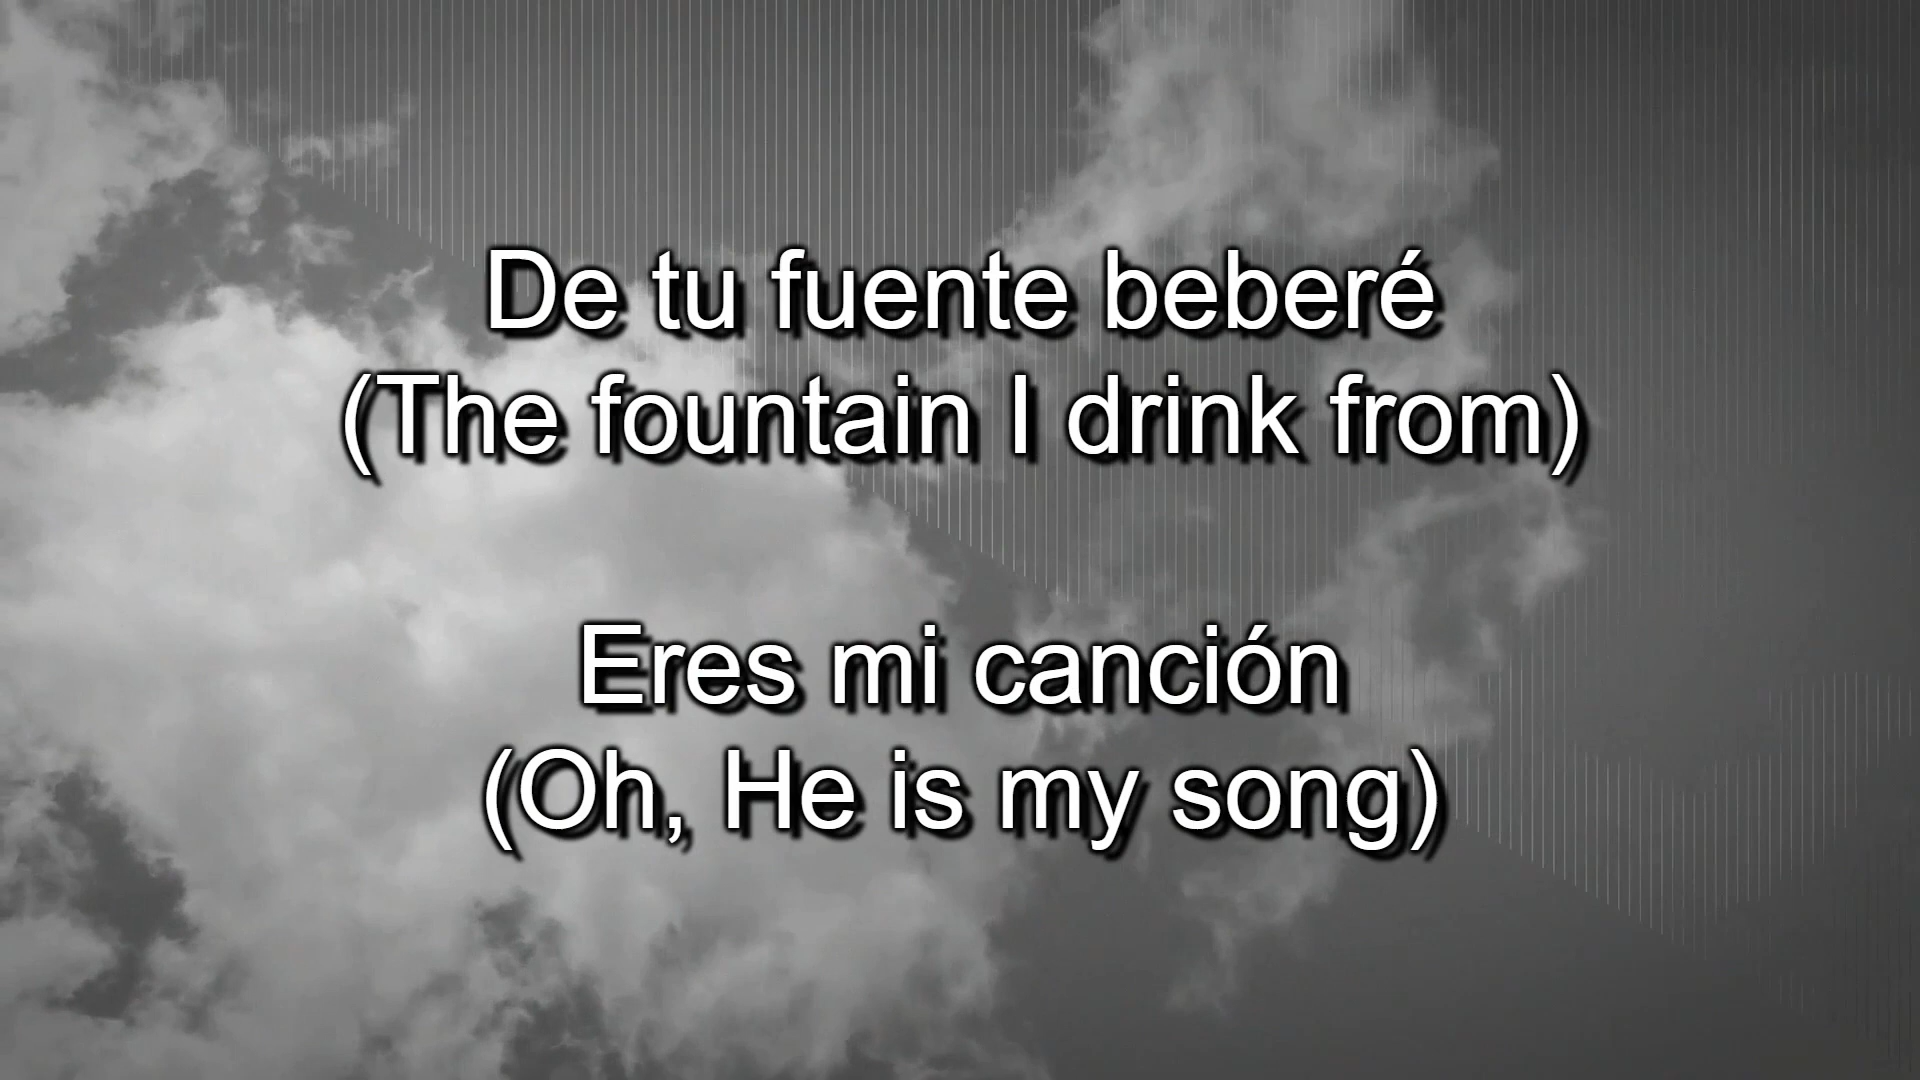 De tu fuente beberé
(The fountain I drink from)
Eres mi canción
(Oh, He is my song)